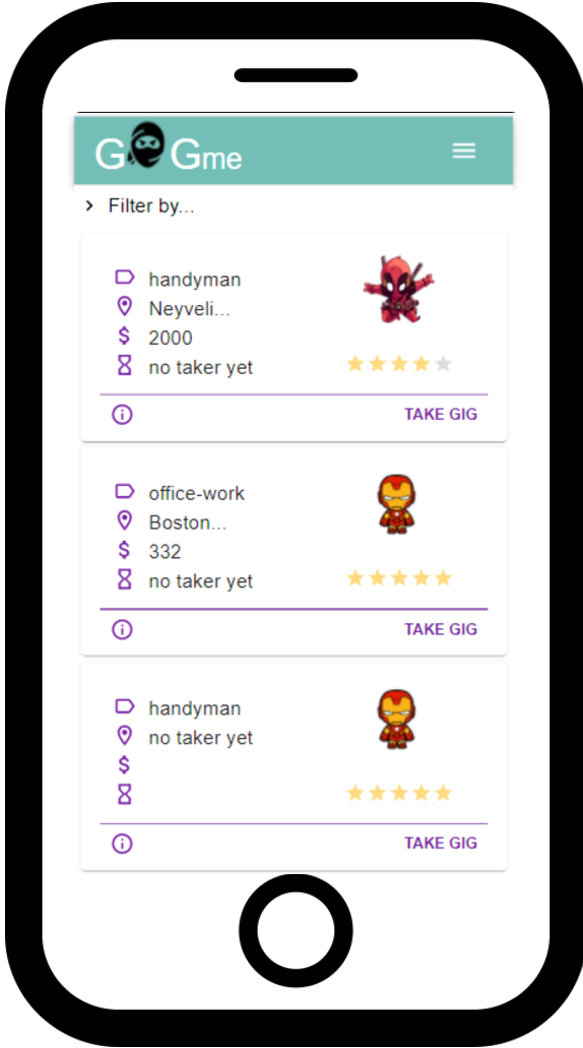 G Gme
Filter by...
handyman
Neyveli...
$ 2000
no taker yet
TAKE GIG
office-work
Boston...
$ 332
no taker yet
TAKE GIG
handyman
no taker yet
$
TAKE GIG